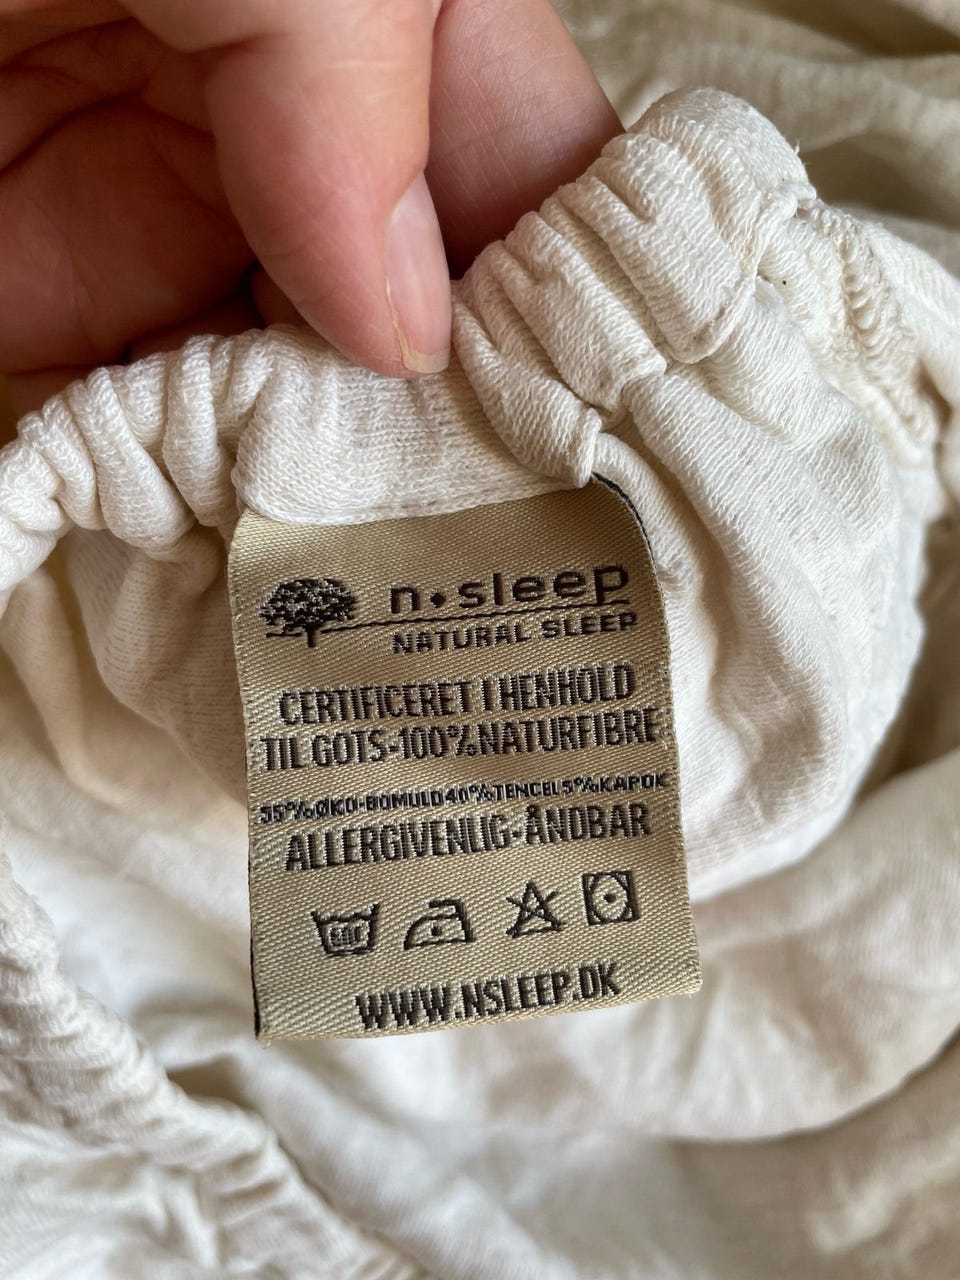 n•sleep
NATURAL SLEEP
CERTIFICERET I HENHOLD
TIL GOTS-100%NATURFIBRE
55%ØKO-BOMULD40%TENCEL5%KAPOK
ALLERGIVENLIG-ÅNDBAR
WWW.NSLEEP.DK